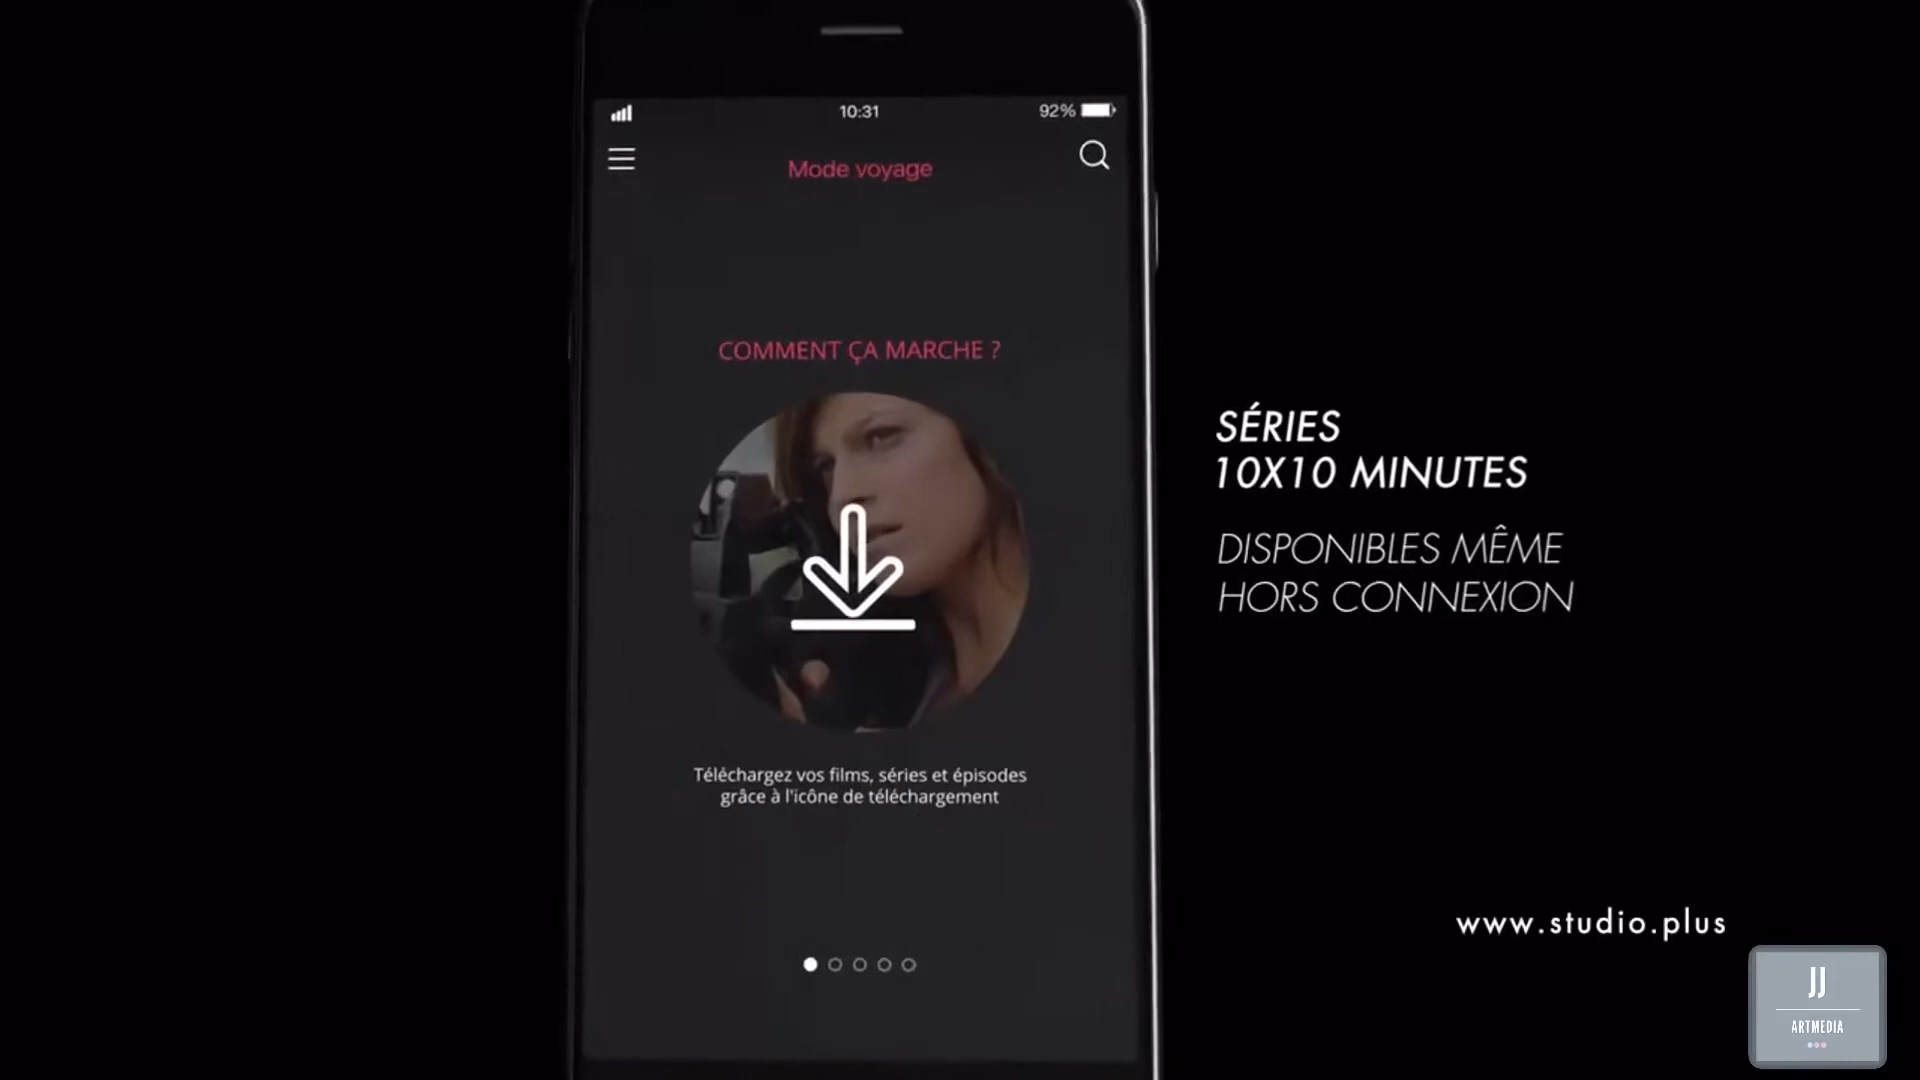 10:31
92%
Mode voyage
COMMENT ÇA MARCHE ?
Téléchargez vos films, séries et épisodes
grâce à l'icône de téléchargement
SÉRIES
10X10 MINUTES
DISPONIBLES MÊME
HORS CONNEXION
www.studio.plus
JJ
ARTMEDIA